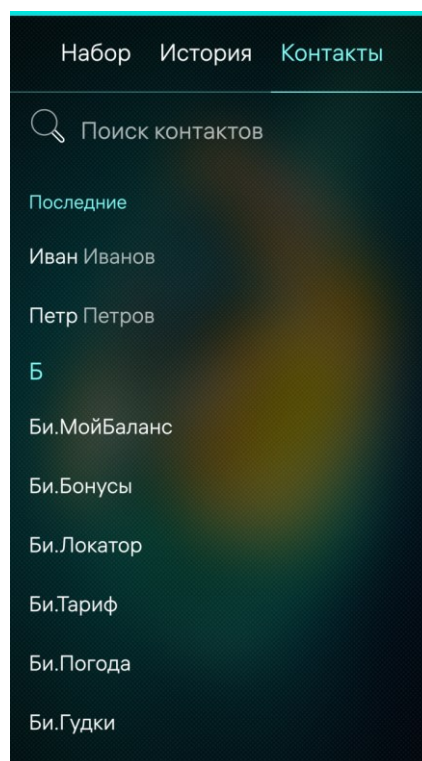 Набор История Контакты
Поиск контактов
Последние
Иван Иванов
Петр Петров
Б
Би.МойБаланс
Би.Бонусы
Би.Локатор
Би.Тариф
Би.Погода
Би.Гудки